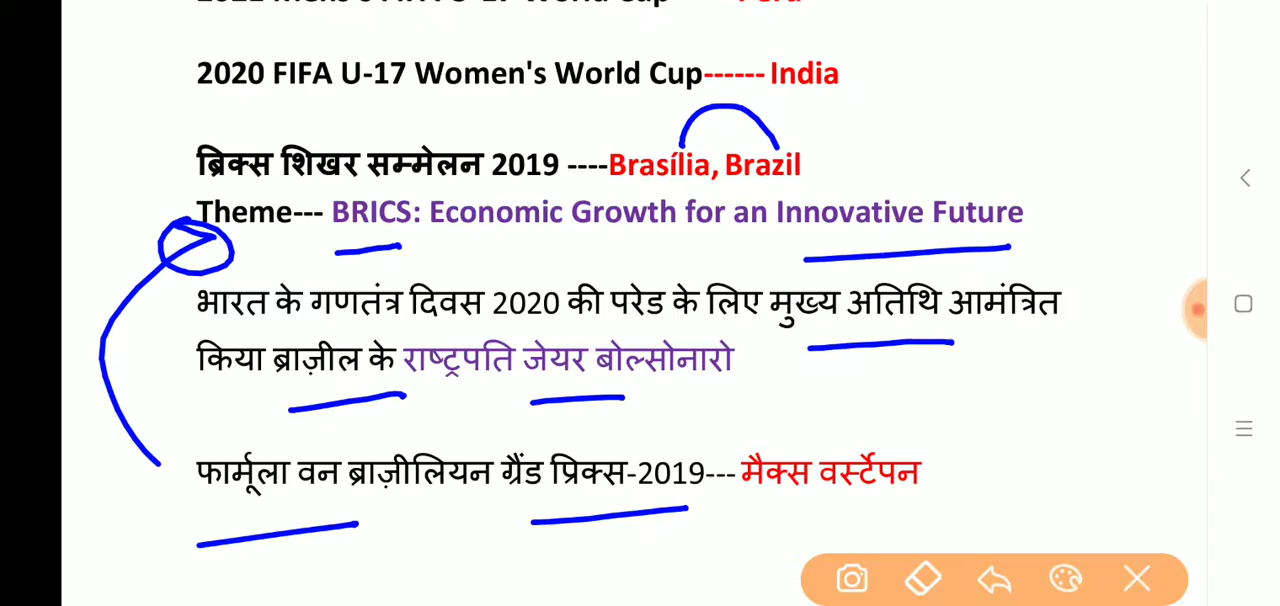 2020 FIFA U-17 Women's World Cup------ India
ब्रिक्स शिखर सम्मेलन 2019 ----Brasília, Brazil
Theme--- BRICS: Economic Growth for an Innovative Future
भारत के गणतंत्र दिवस 2020 की परेड के लिए मुख्य अतिथि आमंत्रित
किया ब्राज़ील के राष्ट्रपति जेयर बोल्सोनारो
फार्मूला वन ब्राज़ीलियन ग्रैंड प्रिक्स-2019--- मैक्स वर्स्टेपन